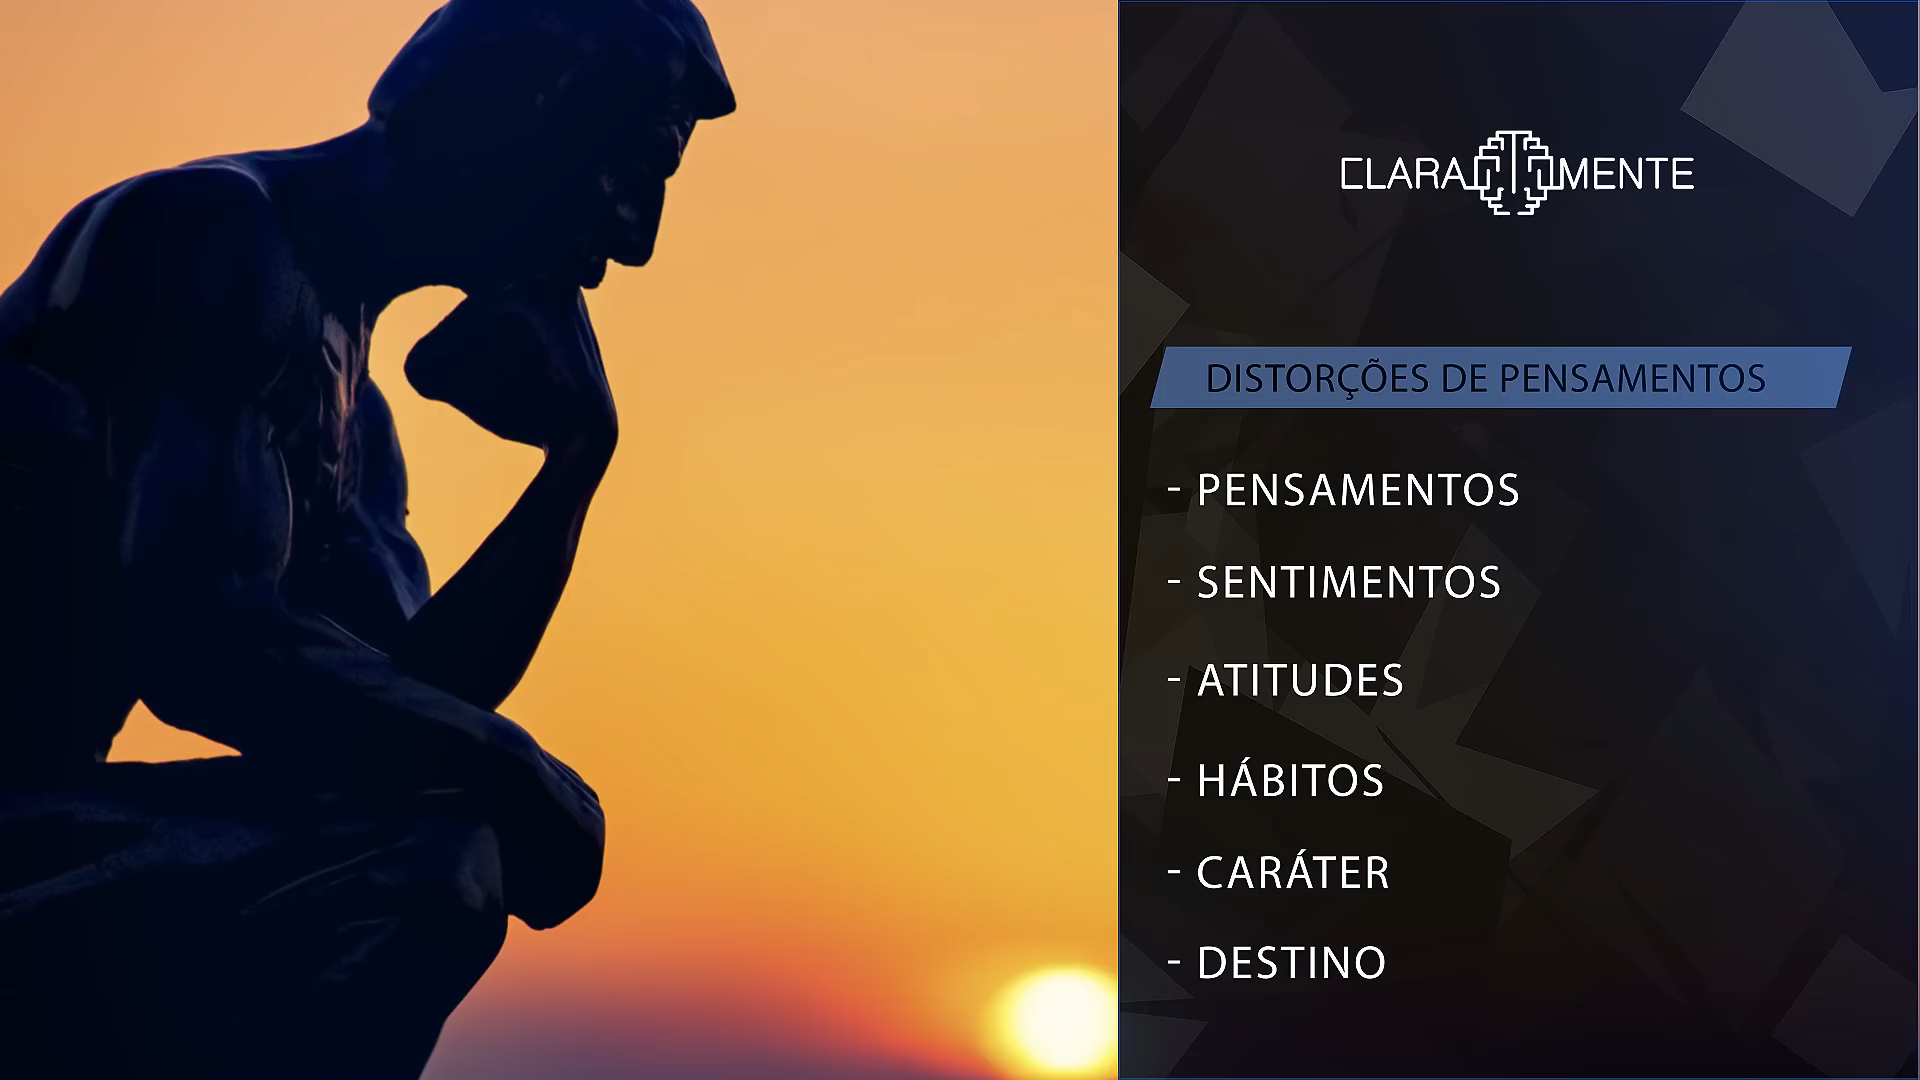 CLARAMENTE
DISTORÇÕES DE PENSAMENTOS
- PENSAMENTOS
- SENTIMENTOS
- ATITUDES
- HÁBITOS
- CARÁTER
- DESTINO